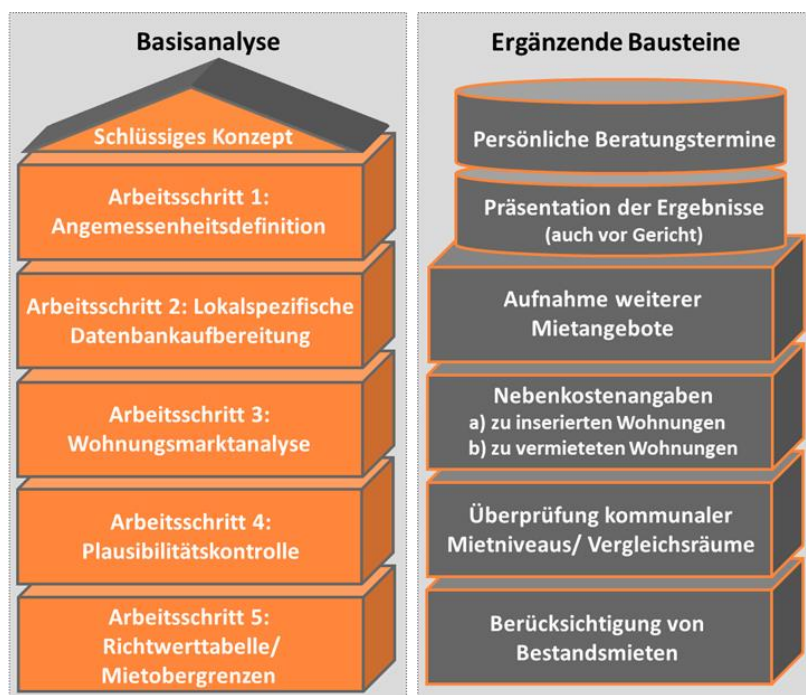 Basisanalyse
Schlüssiges Konzept
Arbeitsschritt 1:
Angemessenheitsdefinition
Arbeitsschritt 2: Lokalspezifische
Datenbankaufbereitung
Arbeitsschritt 3:
Wohnungsmarktanalyse
Arbeitsschritt 4:
Plausibilitätskontrolle
Arbeitsschritt 5:
Richtwerttabelle/
Mietobergrenzen
Ergänzende Bausteine
Persönliche Beratungstermine
Präsentation der Ergebnisse
(auch vor Gericht)
Aufnahme weiterer
Mietangebote
Nebenkostenangaben
a) zu inserierten Wohnungen
b) zu vermieteten Wohnungen
Überprüfung kommunaler
Mietniveaus/ Vergleichsräume
Berücksichtigung von
Bestandsmieten